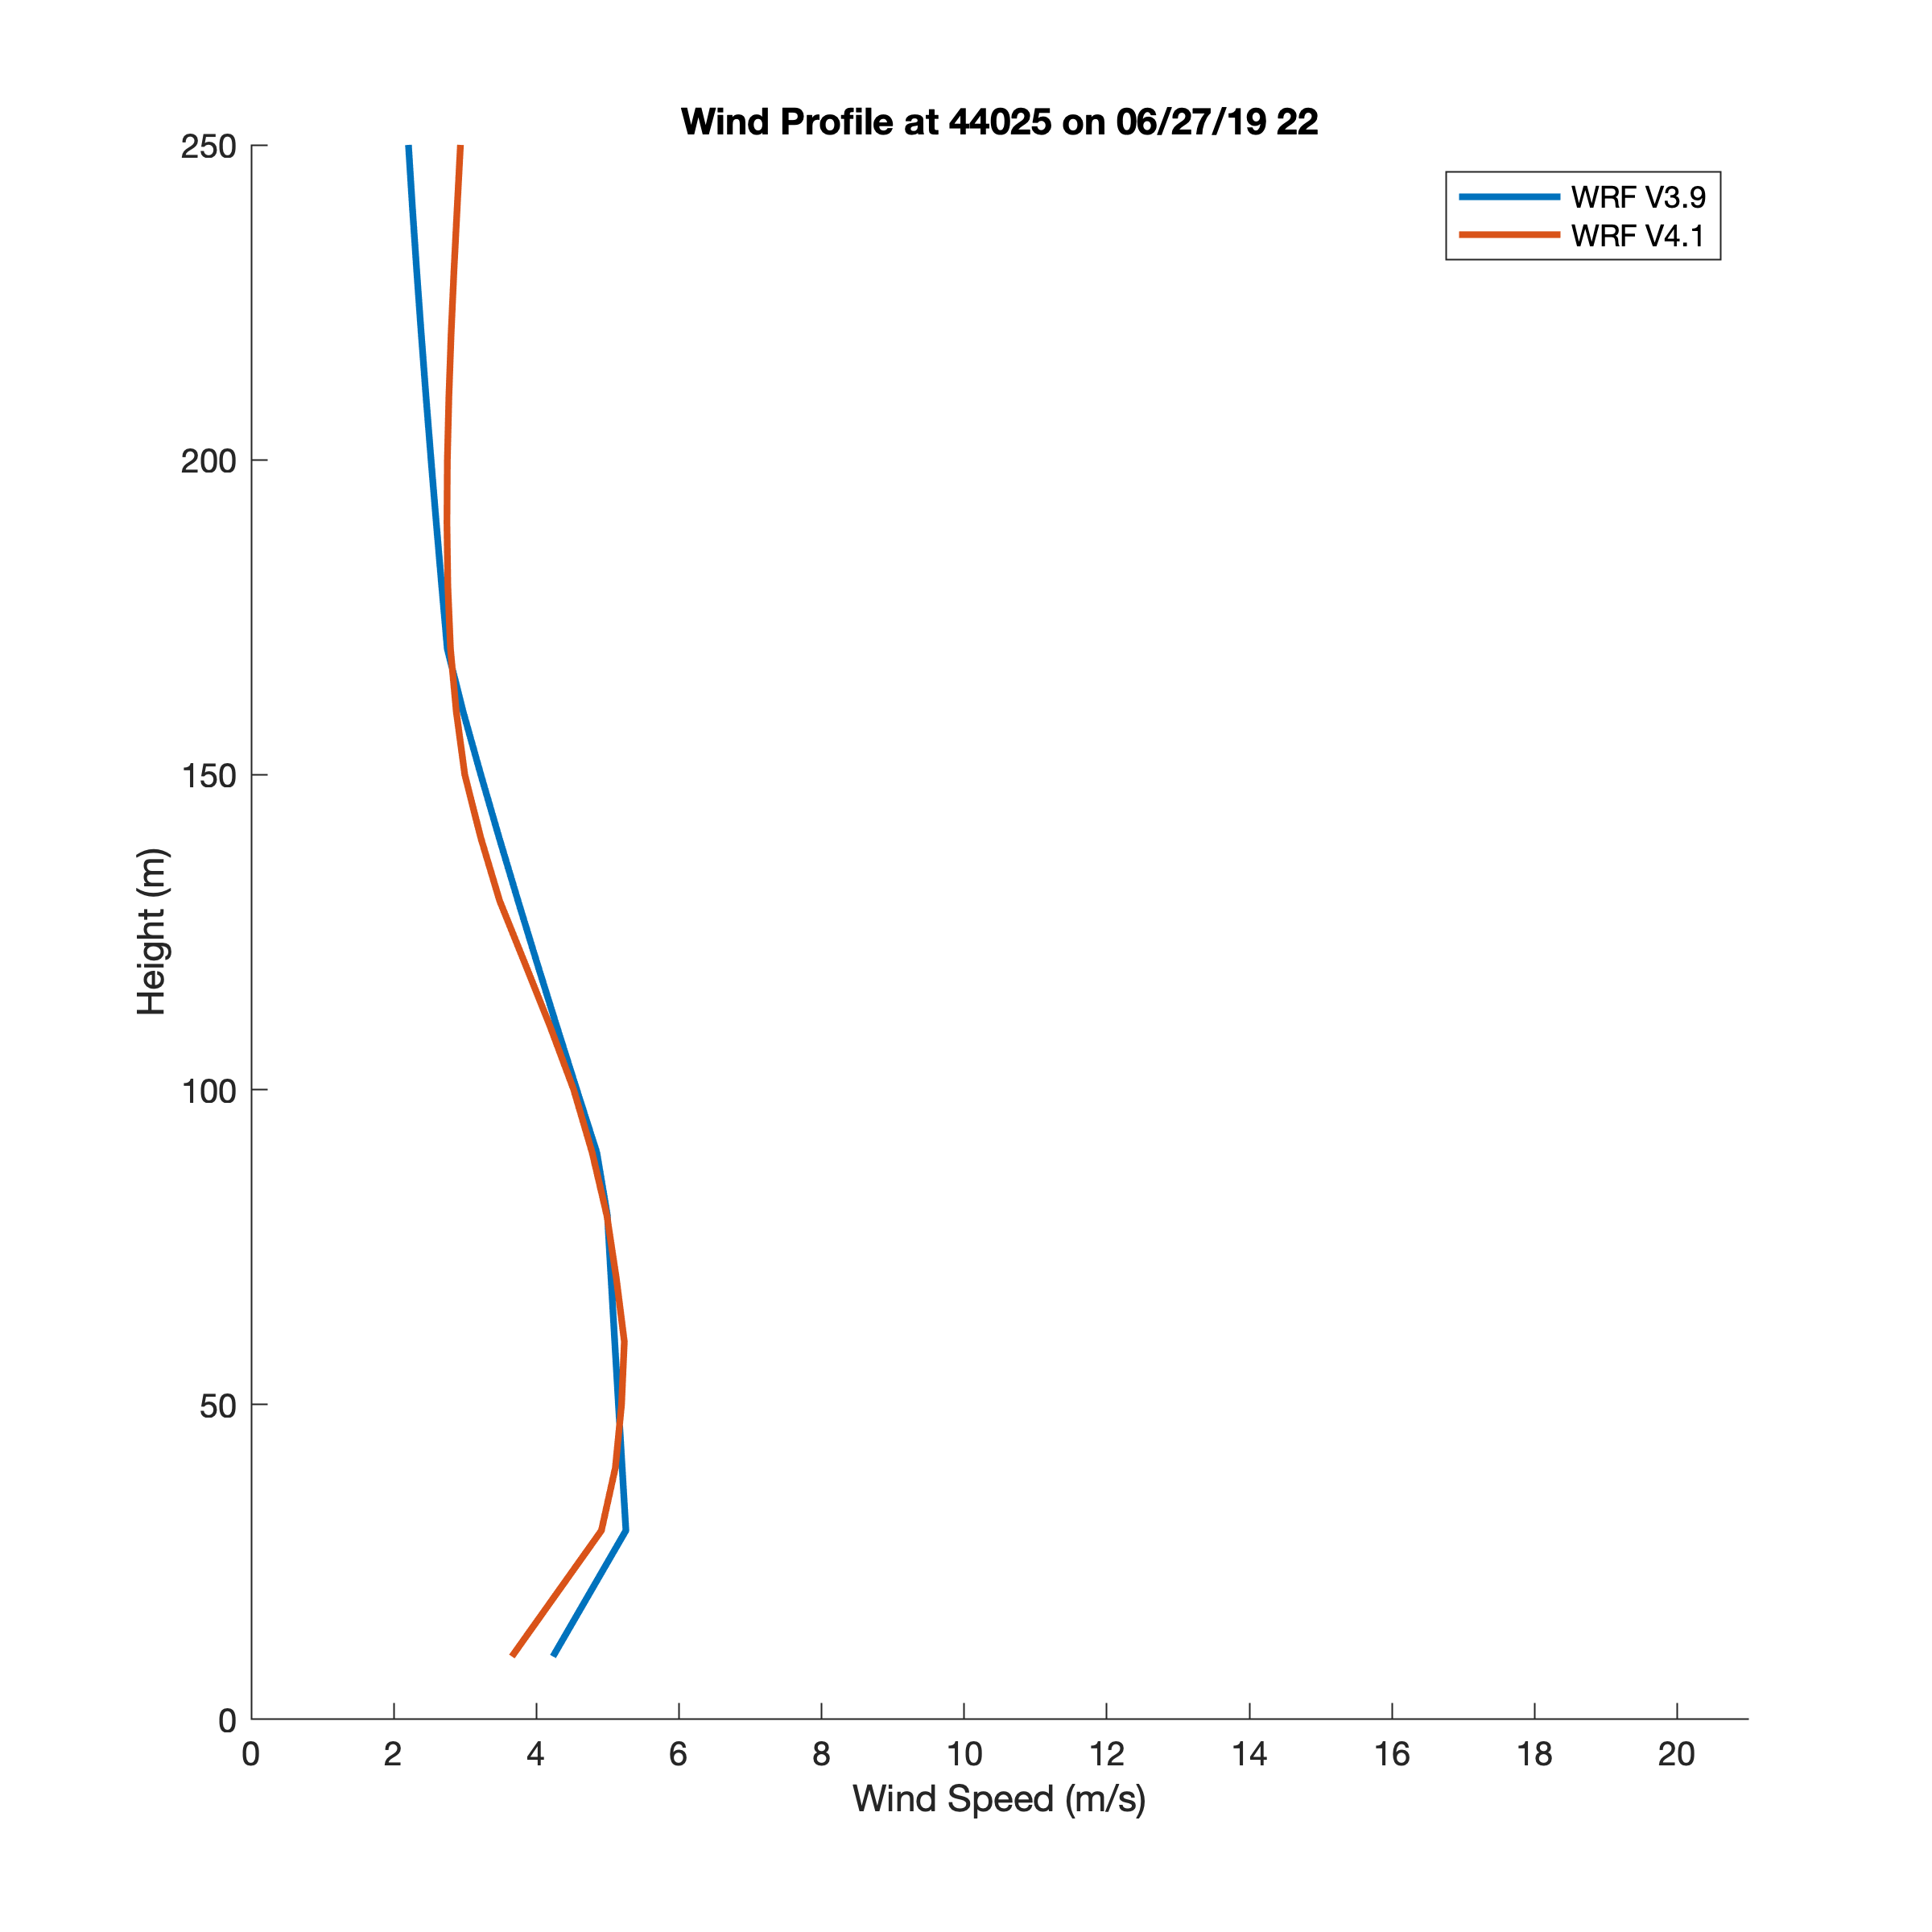 Wind Profile at 44025 on 06/27/19 22
WRF V3.9
WRF V4.1
250
200
150
100
50
0
Height (m)
0 2 4 6 8 10 12 14 16 18 20
Wind Speed (m/s)